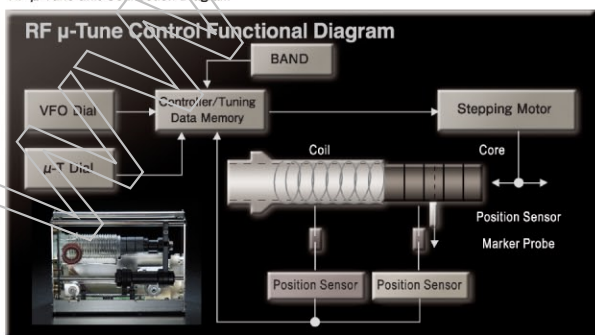 RF μ-Tune Control Functional Diagram
BAND
VFO Dial
Controller/Tuning
Data Memory
Stepping Motor
μ-T Dial
Coil
Core
Position Sensor
Marker Probe
Position Sensor
Position Sensor